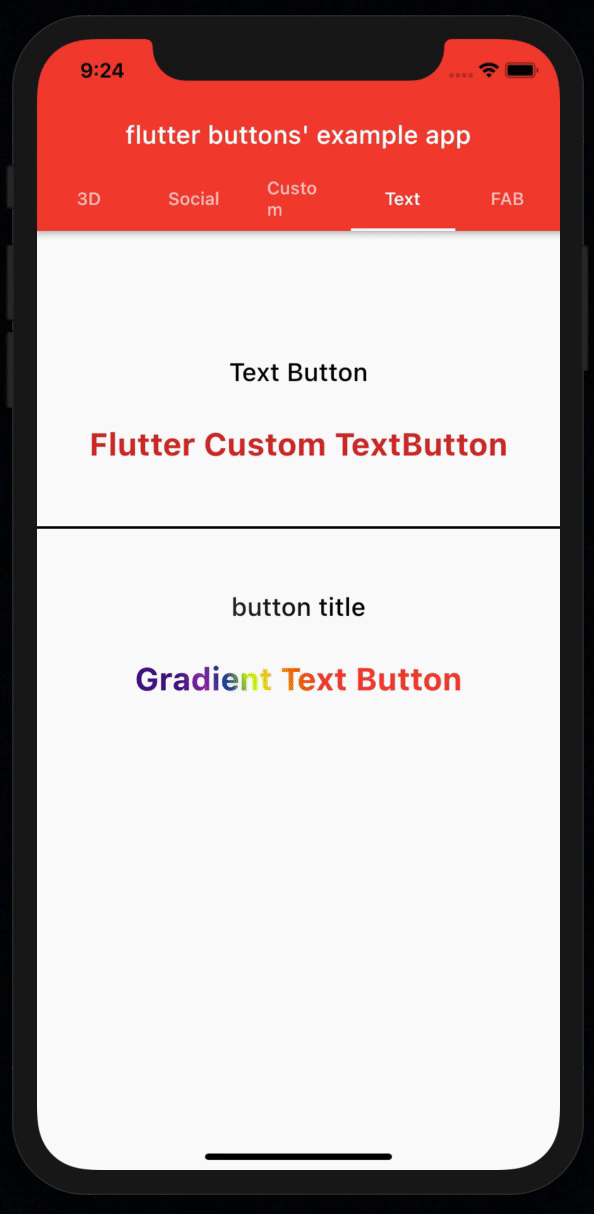 9:24
flutter buttons' example app
3D Social Custo
m Text FAB
Text Button
Flutter Custom TextButton
button title
Gradient Text Button